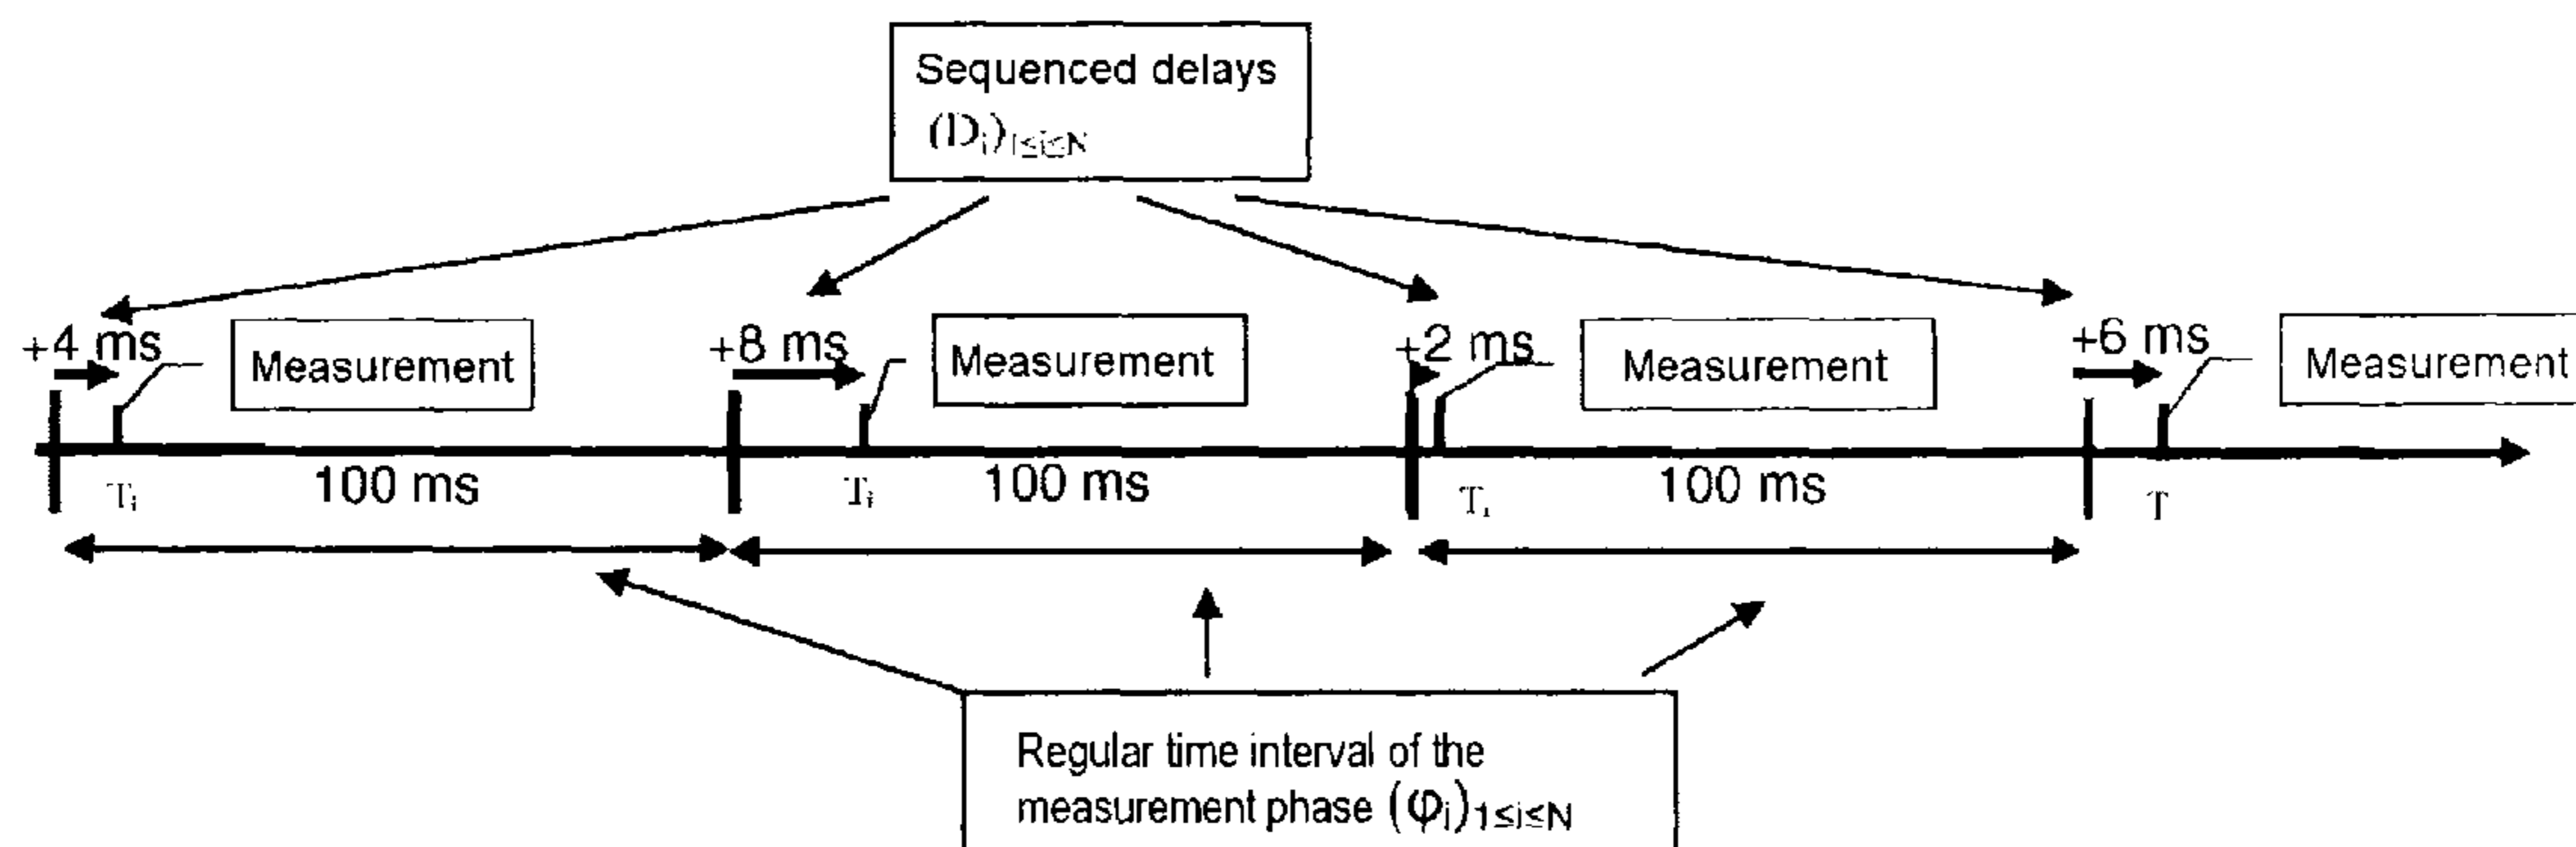 Sequenced delays
(Dᵢ)₁≤ᵢ≤N
+4 ms
Measurement
+8 ms
Measurement
+2 ms
Measurement
+6 ms
Measurement
Tᵢ
100 ms
Tᵢ
100 ms
Tᵢ
100 ms
T
Regular time interval of the
measurement phase (φᵢ)₁≤ᵢ≤N